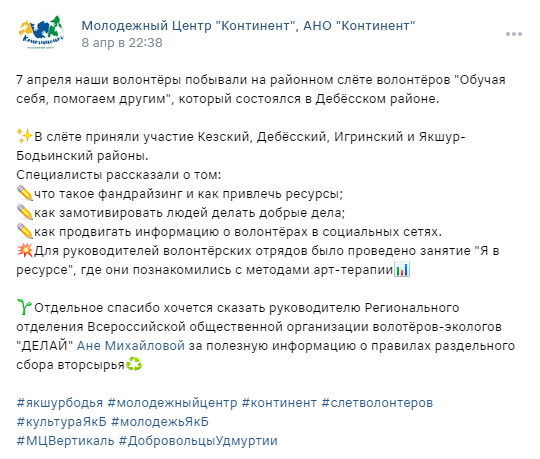 Континент
Молодежный Центр "Континент", АНО "Континент"
8 апр в 22:38
7 апреля наши волонтёры побывали на районном слёте волонтёров "Обучая
себя, помогаем другим", который состоялся в Дебёсском районе.
✨В слёте приняли участие Кезский, Дебёсский, Игринский и Якшур-
Бодьинский районы.
Специалисты рассказали о том:
✏что такое фандрайзинг и как привлечь ресурсы;
✏как замотивировать людей делать добрые дела;
✏как продвигать информацию о волонтёрах в социальных сетях.
💥Для руководителей волонтёрских отрядов было проведено занятие "Я в
ресурсе", где они познакомились с методами арт-терапии📊
🌱Отдельное спасибо хочется сказать руководителю Регионального
отделения Всероссийской общественной организации волотёров-экологов
"ДЕЛАЙ" Ане Михайловой за полезную информацию о правилах раздельного
сбора вторсырья♻
#якшурбодья #молодежныйцентр #континент #слетволонтеров
#культураЯкБ #молодежьЯкБ
#МЦВертикаль #ДобровольцыУдмуртии